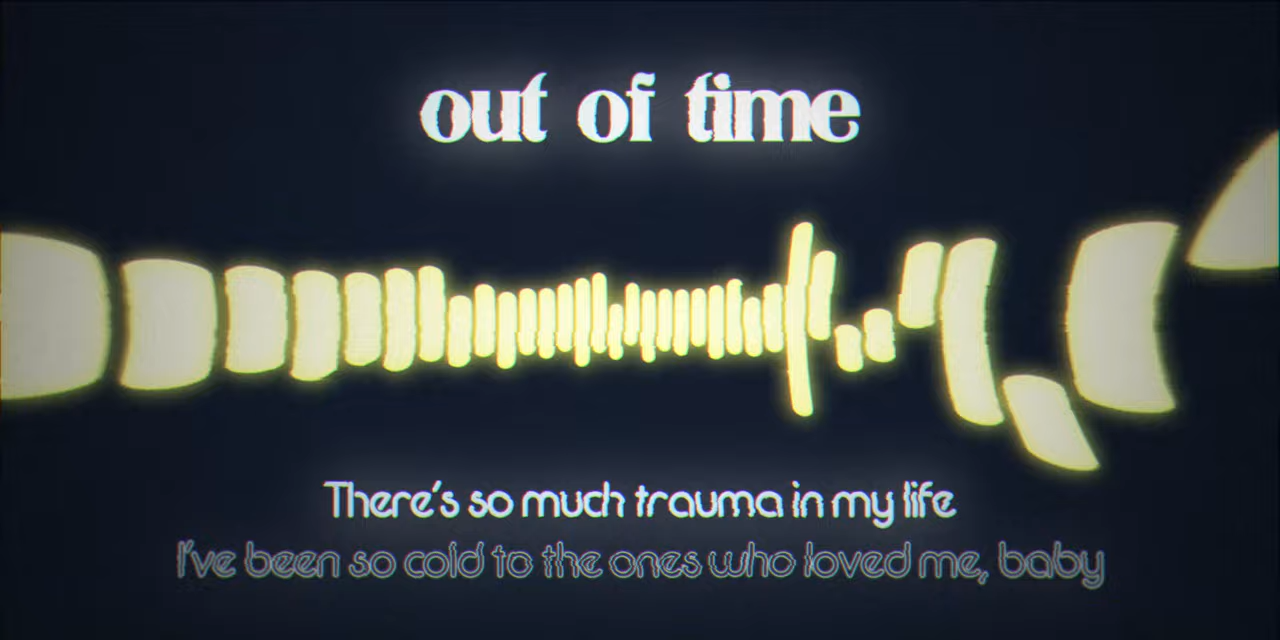 out of time
There's so much trauma in my life
I've been so cold to the ones who loved me, baby